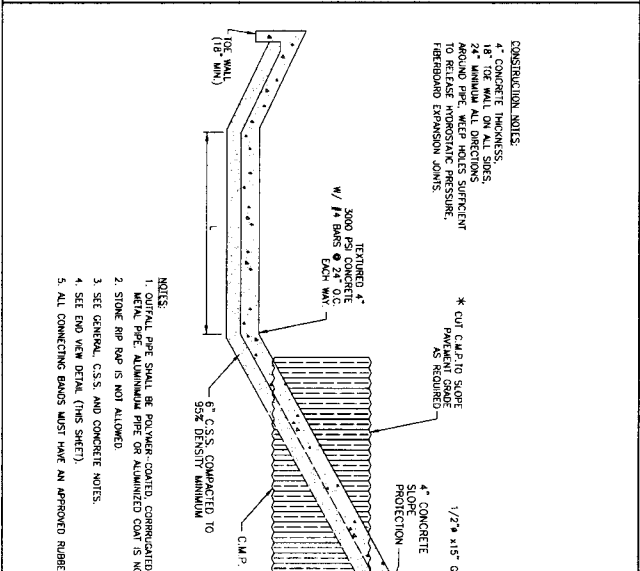 CONSTRUCTION NOTES:
4" CONCRETE THICKNESS,
18" TOE WALL ON ALL SIDES,
24" MINIMUM ALL DIRECTIONS
AROUND PIPE, WEEP HOLES SUFFICIENT
TO RELEASE HYDROSTATIC PRESSURE,
FIBERBOARD EXPANSION JOINTS.
* CUT C.M.P. TO SLOPE
PAVEMENT GRADE
AS REQUIRED
1/2"ø x15" G
4" CONCRETE
SLOPE
PROTECTION
TEXTURED 4"
3000 PSI CONCRETE
W/ #4 BARS @ 24" O.C.
EACH WAY
TOE WALL
(18" MIN.)
L
6" C.S.S. COMPACTED TO
95% DENSITY MINIMUM
C.M.P.
NOTES:
1. OUTFALL PIPE SHALL BE POLYMER-COATED, CORRRUGATED
METAL PIPE. ALUMINIMUM PIPE OR ALUMINIZED COAT IS NO
2. STONE RIP RAP IS NOT ALLOWED.
3. SEE GENERAL, C.S.S. AND CONCRETE NOTES.
4. SEE END VIEW DETAIL (THIS SHEET).
5. ALL CONNECTING BANDS MUST HAVE AN APPROVED RUBBE